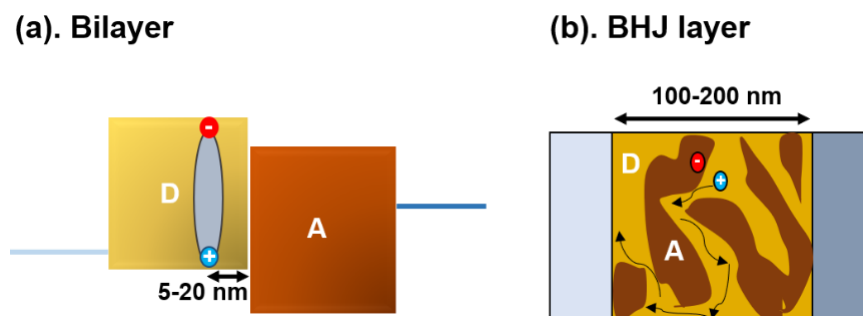 (a). Bilayer
(b). BHJ layer
100-200 nm
-
D
A
+
5-20 nm
D
-
+
A